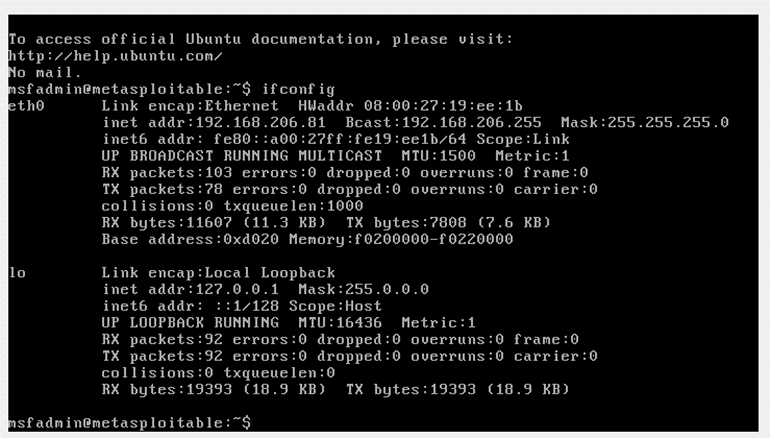 To access official Ubuntu documentation, please visit:
http://help.ubuntu.com/
No mail.
msfadmin@metasploitable:~$ ifconfig
eth0      Link encap:Ethernet  HWaddr 08:00:27:19:ee:1b
          inet addr:192.168.206.81  Bcast:192.168.206.255  Mask:255.255.255.0
          inet6 addr: fe80::a00:27ff:fe19:ee1b/64 Scope:Link
          UP BROADCAST RUNNING MULTICAST  MTU:1500  Metric:1
          RX packets:103 errors:0 dropped:0 overruns:0 frame:0
          TX packets:78 errors:0 dropped:0 overruns:0 carrier:0
          collisions:0 txqueuelen:1000
          RX bytes:11607 (11.3 KB)  TX bytes:7808 (7.6 KB)
          Base address:0xd020 Memory:f0200000-f0220000
lo        Link encap:Local Loopback
          inet addr:127.0.0.1  Mask:255.0.0.0
          inet6 addr: ::1/128 Scope:Host
          UP LOOPBACK RUNNING  MTU:16436  Metric:1
          RX packets:92 errors:0 dropped:0 overruns:0 frame:0
          TX packets:92 errors:0 dropped:0 overruns:0 carrier:0
          collisions:0 txqueuelen:0
          RX bytes:19393 (18.9 KB)  TX bytes:19393 (18.9 KB)
msfadmin@metasploitable:~$